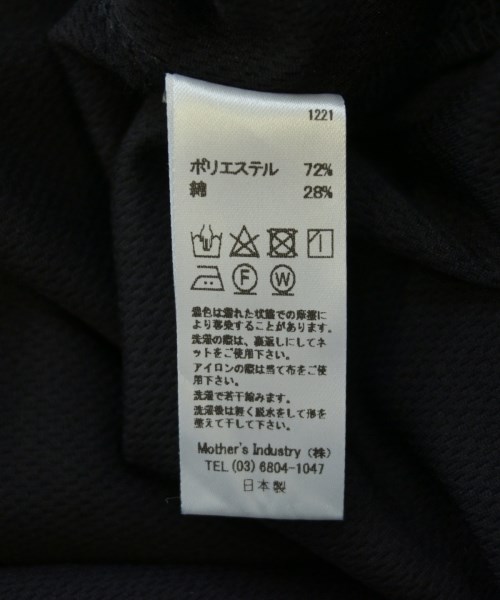 1221
ポリエステル 72%
綿 28%
F W
濃色は濡れた状態での摩擦に
より移染することがあります。
洗濯の際は、裏返しにしてネ
ットをご使用下さい。
アイロンの際は当て布をご使
用下さい。
洗濯で若干縮みます。
洗濯後は軽く脱水をして形を
整えて干して下さい。
Mother's Industry (株)
TEL (03) 6804-1047
日本製